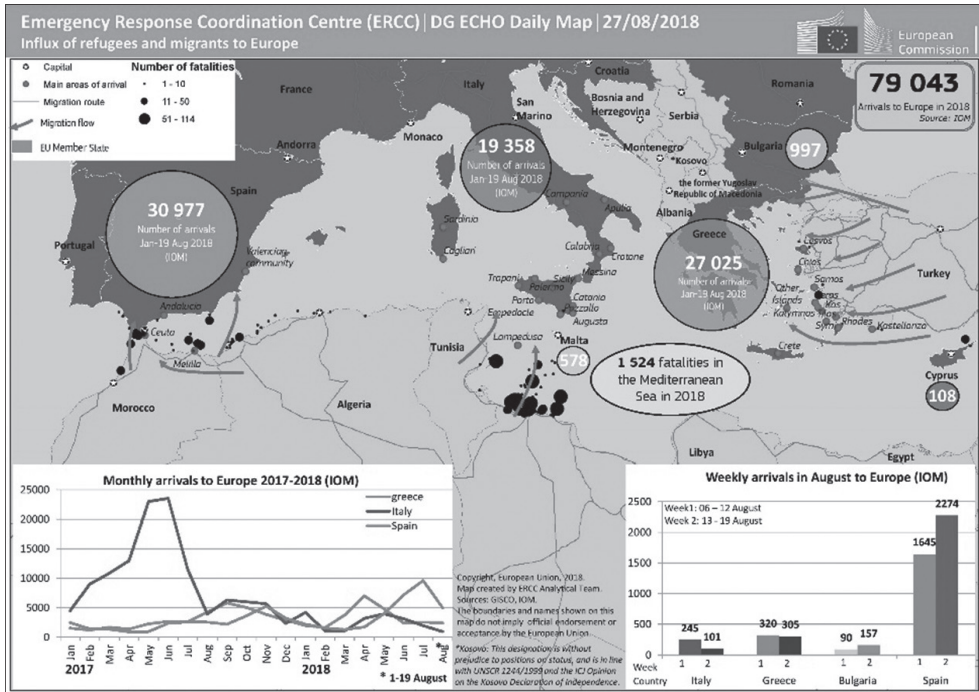 Emergency Response Coordination Centre (ERCC) | DG ECHO Daily Map | 27/08/2018
Influx of refugees and migrants to Europe
European
Commission
Capital
Main areas of arrival
Migration route
Migration flow
EU Member State
Number of fatalities
1 - 10
11 - 50
51 - 114
79 043
Arrivals to Europe in 2018
Source: IOM
France
Italy
San
Marino
Croatia
Bosnia and
Herzegovina
Serbia
Romania
Monaco
Andorra
Montenegro
*Kosovo
the former Yugoslav
Republic of Macedonia
Bulgaria
997
Albania
19 358
Number of arrivals
Jan-19 Aug 2018
(IOM)
Spain
30 977
Number of arrivals
Jan-19 Aug 2018
(IOM)
Portugal
Valencian
community
Andalucia
Ceuta
Melilla
Morocco
Algeria
Tunisia
Campania
Apulia
Sardinia
Cagliari
Calabria
Crotone
Trapani
Sicily
Messina
Palermo
Porto
Empedocle
Catania
Pozzallo
Augusta
Lampedusa
Malta
578
Greece
27 025
Number of arrivals
Jan-19 Aug 2018
(IOM)
Lesvos
Chios
Samos
Other
Islands
Kos
Kalymnos
Symi
Rhodes
Kastellorizo
Crete
Turkey
Cyprus
108
1 524 fatalities in
the Mediterranean
Sea in 2018
Libya
Egypt
Monthly arrivals to Europe 2017-2018 (IOM)
25000
20000
15000
10000
5000
0
greece
Italy
Spain
Jan Feb Mar Apr May Jun Jul Aug Sep Oct Nov Dec Jan Feb Mar Apr May Jun Jul Aug
2017
2018
*
* 1-19 August
Copyright, European Union, 2018.
Map created by ERCC Analytical Team.
Sources: GISCO, IOM.
The boundaries and names shown on this
map do not imply official endorsement or
acceptance by the European Union
*Kosovo: This designation is without
prejudice to positions on status, and is in line
with UNSCR 1244/1999 and the ICJ Opinion
on the Kosovo Declaration of Independence.
Weekly arrivals in August to Europe (IOM)
Week1: 06 – 12 August
Week 2: 13 - 19 August
2500
2000
1500
1000
500
0
245
101
320
305
90
157
1645
2274
Week 1 2 1 2 1 2 1 2
Country Italy Greece Bulgaria Spain